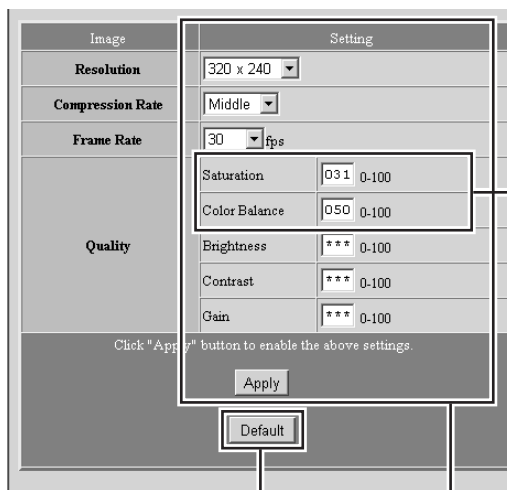 Image Setting
Resolution 320 x 240
Compression Rate Middle
Frame Rate 30 fps
Saturation 031 0-100
Color Balance 050 0-100
Quality Brightness *** 0-100
Contrast *** 0-100
Gain *** 0-100
Click "Apply" button to enable the above settings.
Apply
Default